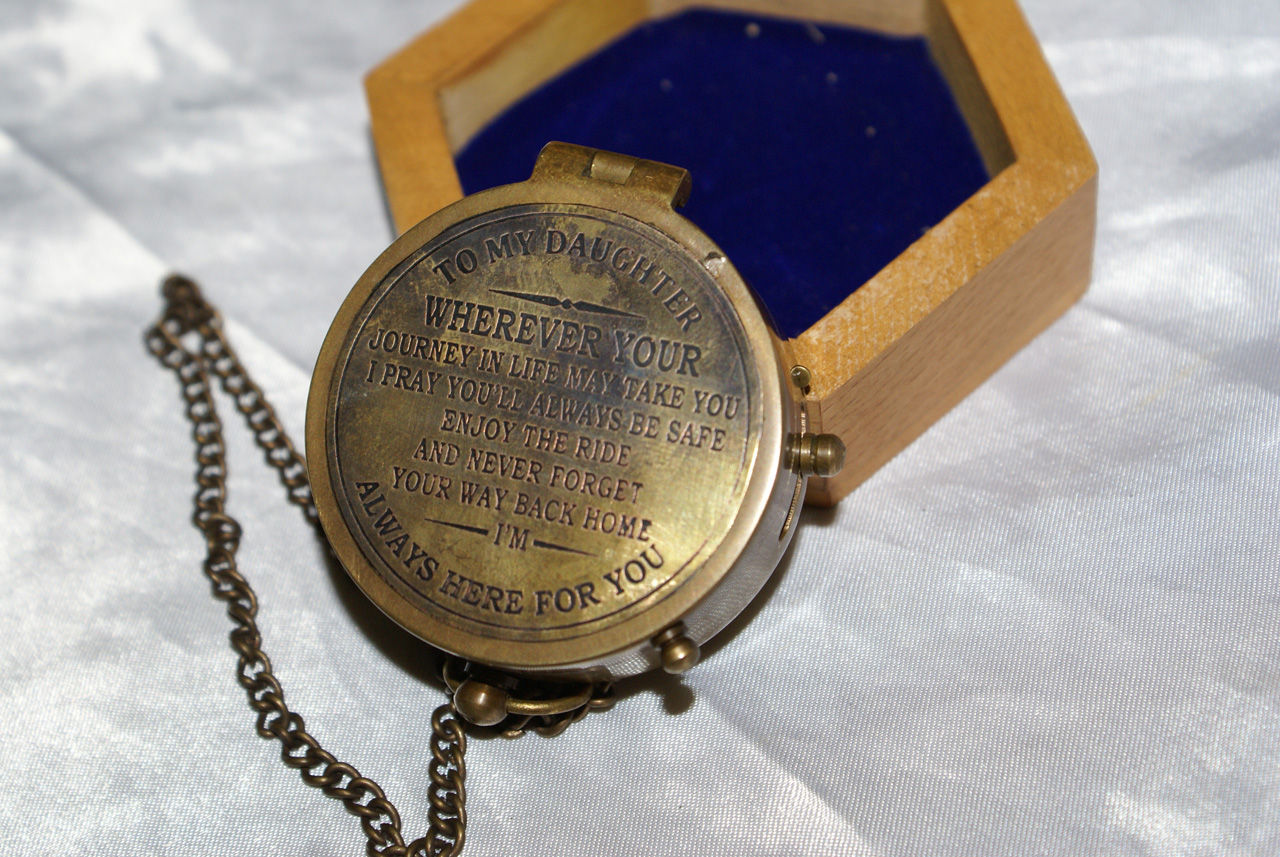 TO MY DAUGHTER
WHEREVER YOUR
JOURNEY IN LIFE MAY TAKE YOU
I PRAY YOU'LL ALWAYS BE SAFE
ENJOY THE RIDE
AND NEVER FORGET
YOUR WAY BACK HOME
I'M
ALWAYS HERE FOR YOU